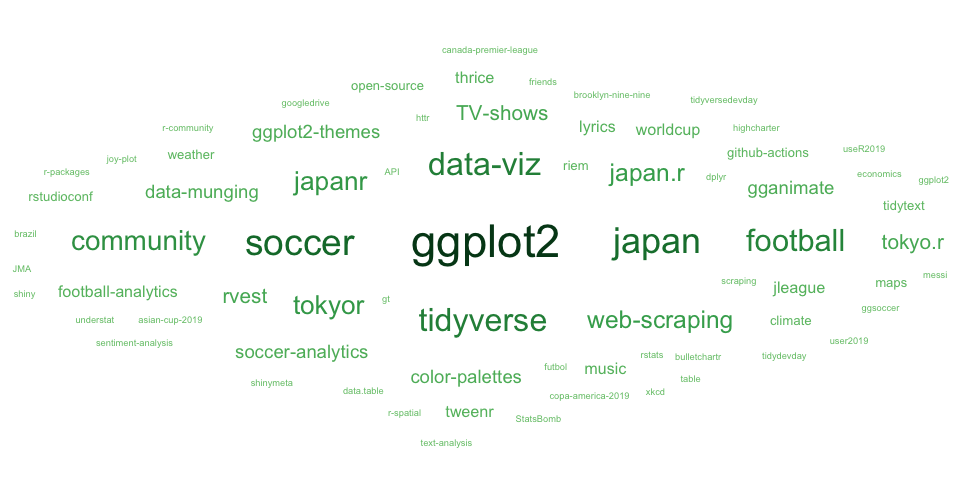 canada-premier-league
open-source thrice friends
googledrive brooklyn-nine-nine tidyversedevday
httr TV-shows
r-community ggplot2-themes lyrics worldcup highcharter
joy-plot weather github-actions useR2019
r-packages data-viz riem
API japan.r dplyr economics ggplot2
rstudioconf data-munging japanr gganimate
tidytext
brazil community soccer ggplot2 japan football tokyo.r
JMA messi
shiny football-analytics rvest tokyor gt scraping jleague maps
ggsoccer
understat asian-cup-2019 tidyverse web-scraping climate
sentiment-analysis soccer-analytics user2019
futbol rstats bulletchartr tidydevday
shinymeta color-palettes music table
data.table copa-america-2019 xkcd
r-spatial tweenr StatsBomb
text-analysis